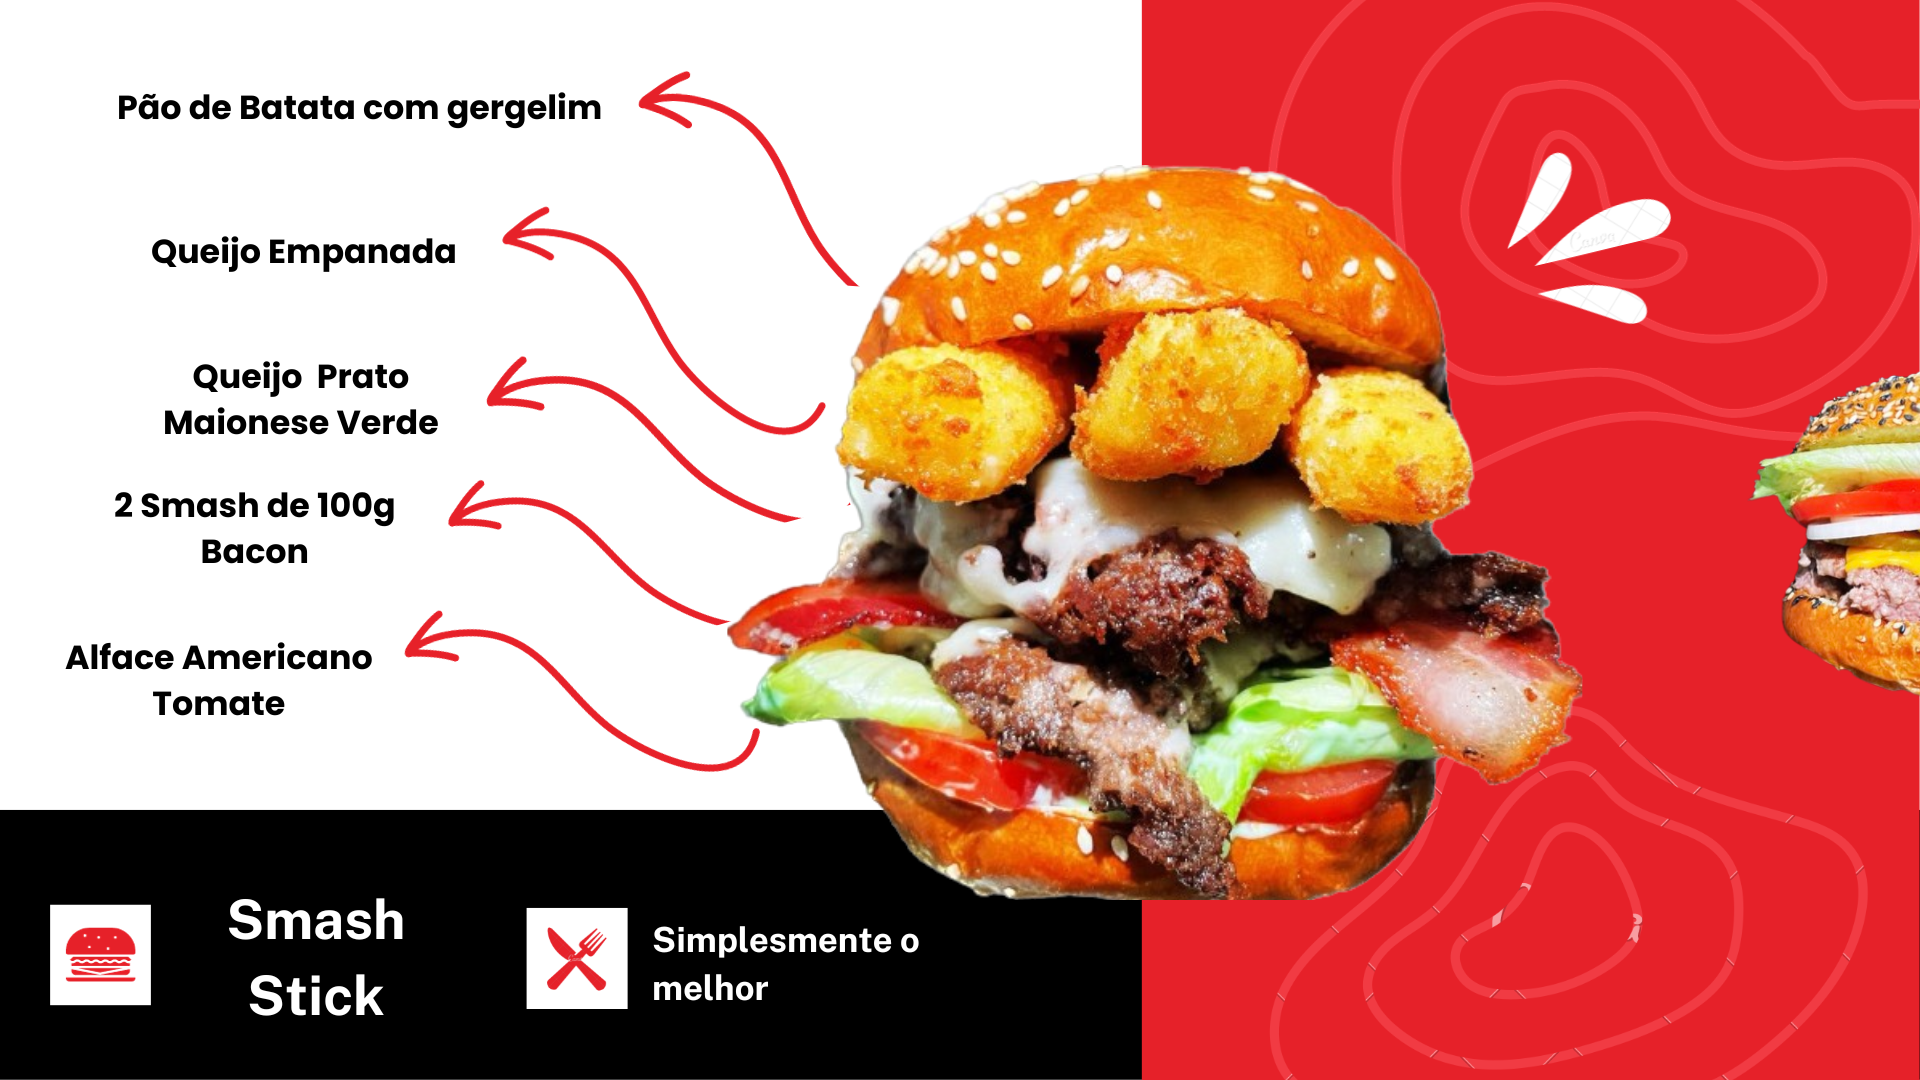 Pão de Batata com gergelim
Queijo Empanada
Queijo Prato
Maionese Verde
2 Smash de 100g
Bacon
Alface Americano
Tomate
Smash
Stick
Simplesmente o
melhor
Canva